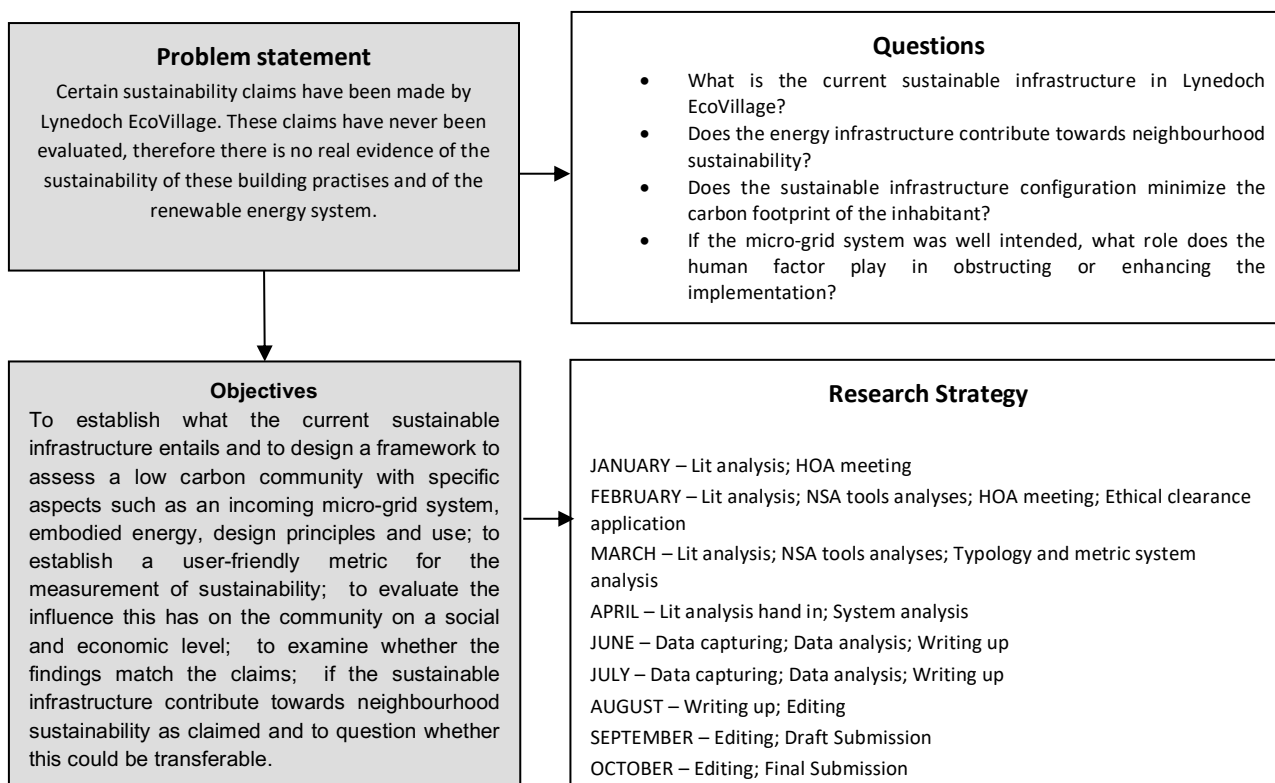 Problem statement
Certain sustainability claims have been made by
Lynedoch EcoVillage. These claims have never been
evaluated, therefore there is no real evidence of the
sustainability of these building practises and of the
renewable energy system.
Questions
• What is the current sustainable infrastructure in Lynedoch
EcoVillage?
• Does the energy infrastructure contribute towards neighbourhood
sustainability?
• Does the sustainable infrastructure configuration minimize the
carbon footprint of the inhabitant?
• If the micro-grid system was well intended, what role does the
human factor play in obstructing or enhancing the
implementation?
Objectives
To establish what the current sustainable
infrastructure entails and to design a framework to
assess a low carbon community with specific
aspects such as an incoming micro-grid system,
embodied energy, design principles and use; to
establish a user-friendly metric for the
measurement of sustainability; to evaluate the
influence this has on the community on a social
and economic level; to examine whether the
findings match the claims; if the sustainable
infrastructure contribute towards neighbourhood
sustainability as claimed and to question whether
this could be transferable.
Research Strategy
JANUARY – Lit analysis; HOA meeting
FEBRUARY – Lit analysis; NSA tools analyses; HOA meeting; Ethical clearance
application
MARCH – Lit analysis; NSA tools analyses; Typology and metric system
analysis
APRIL – Lit analysis hand in; System analysis
JUNE – Data capturing; Data analysis; Writing up
JULY – Data capturing; Data analysis; Writing up
AUGUST – Writing up; Editing
SEPTEMBER – Editing; Draft Submission
OCTOBER – Editing; Final Submission